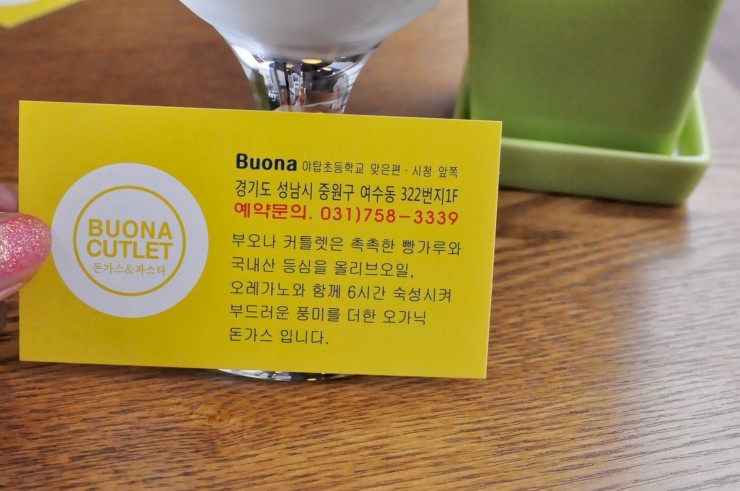 BUONA
CUTLET
돈가스&파스타
Buona 야탑초등학교 맞은편 · 시청 앞쪽
경기도 성남시 중원구 여수동 322번지1F
예약문의. 031)758-3339
부오나 커틀렛은 촉촉한 빵가루와
국내산 등심을 올리브오일,
오레가노와 함께 6시간 숙성시켜
부드러운 풍미를 더한 오가닉
돈가스 입니다.